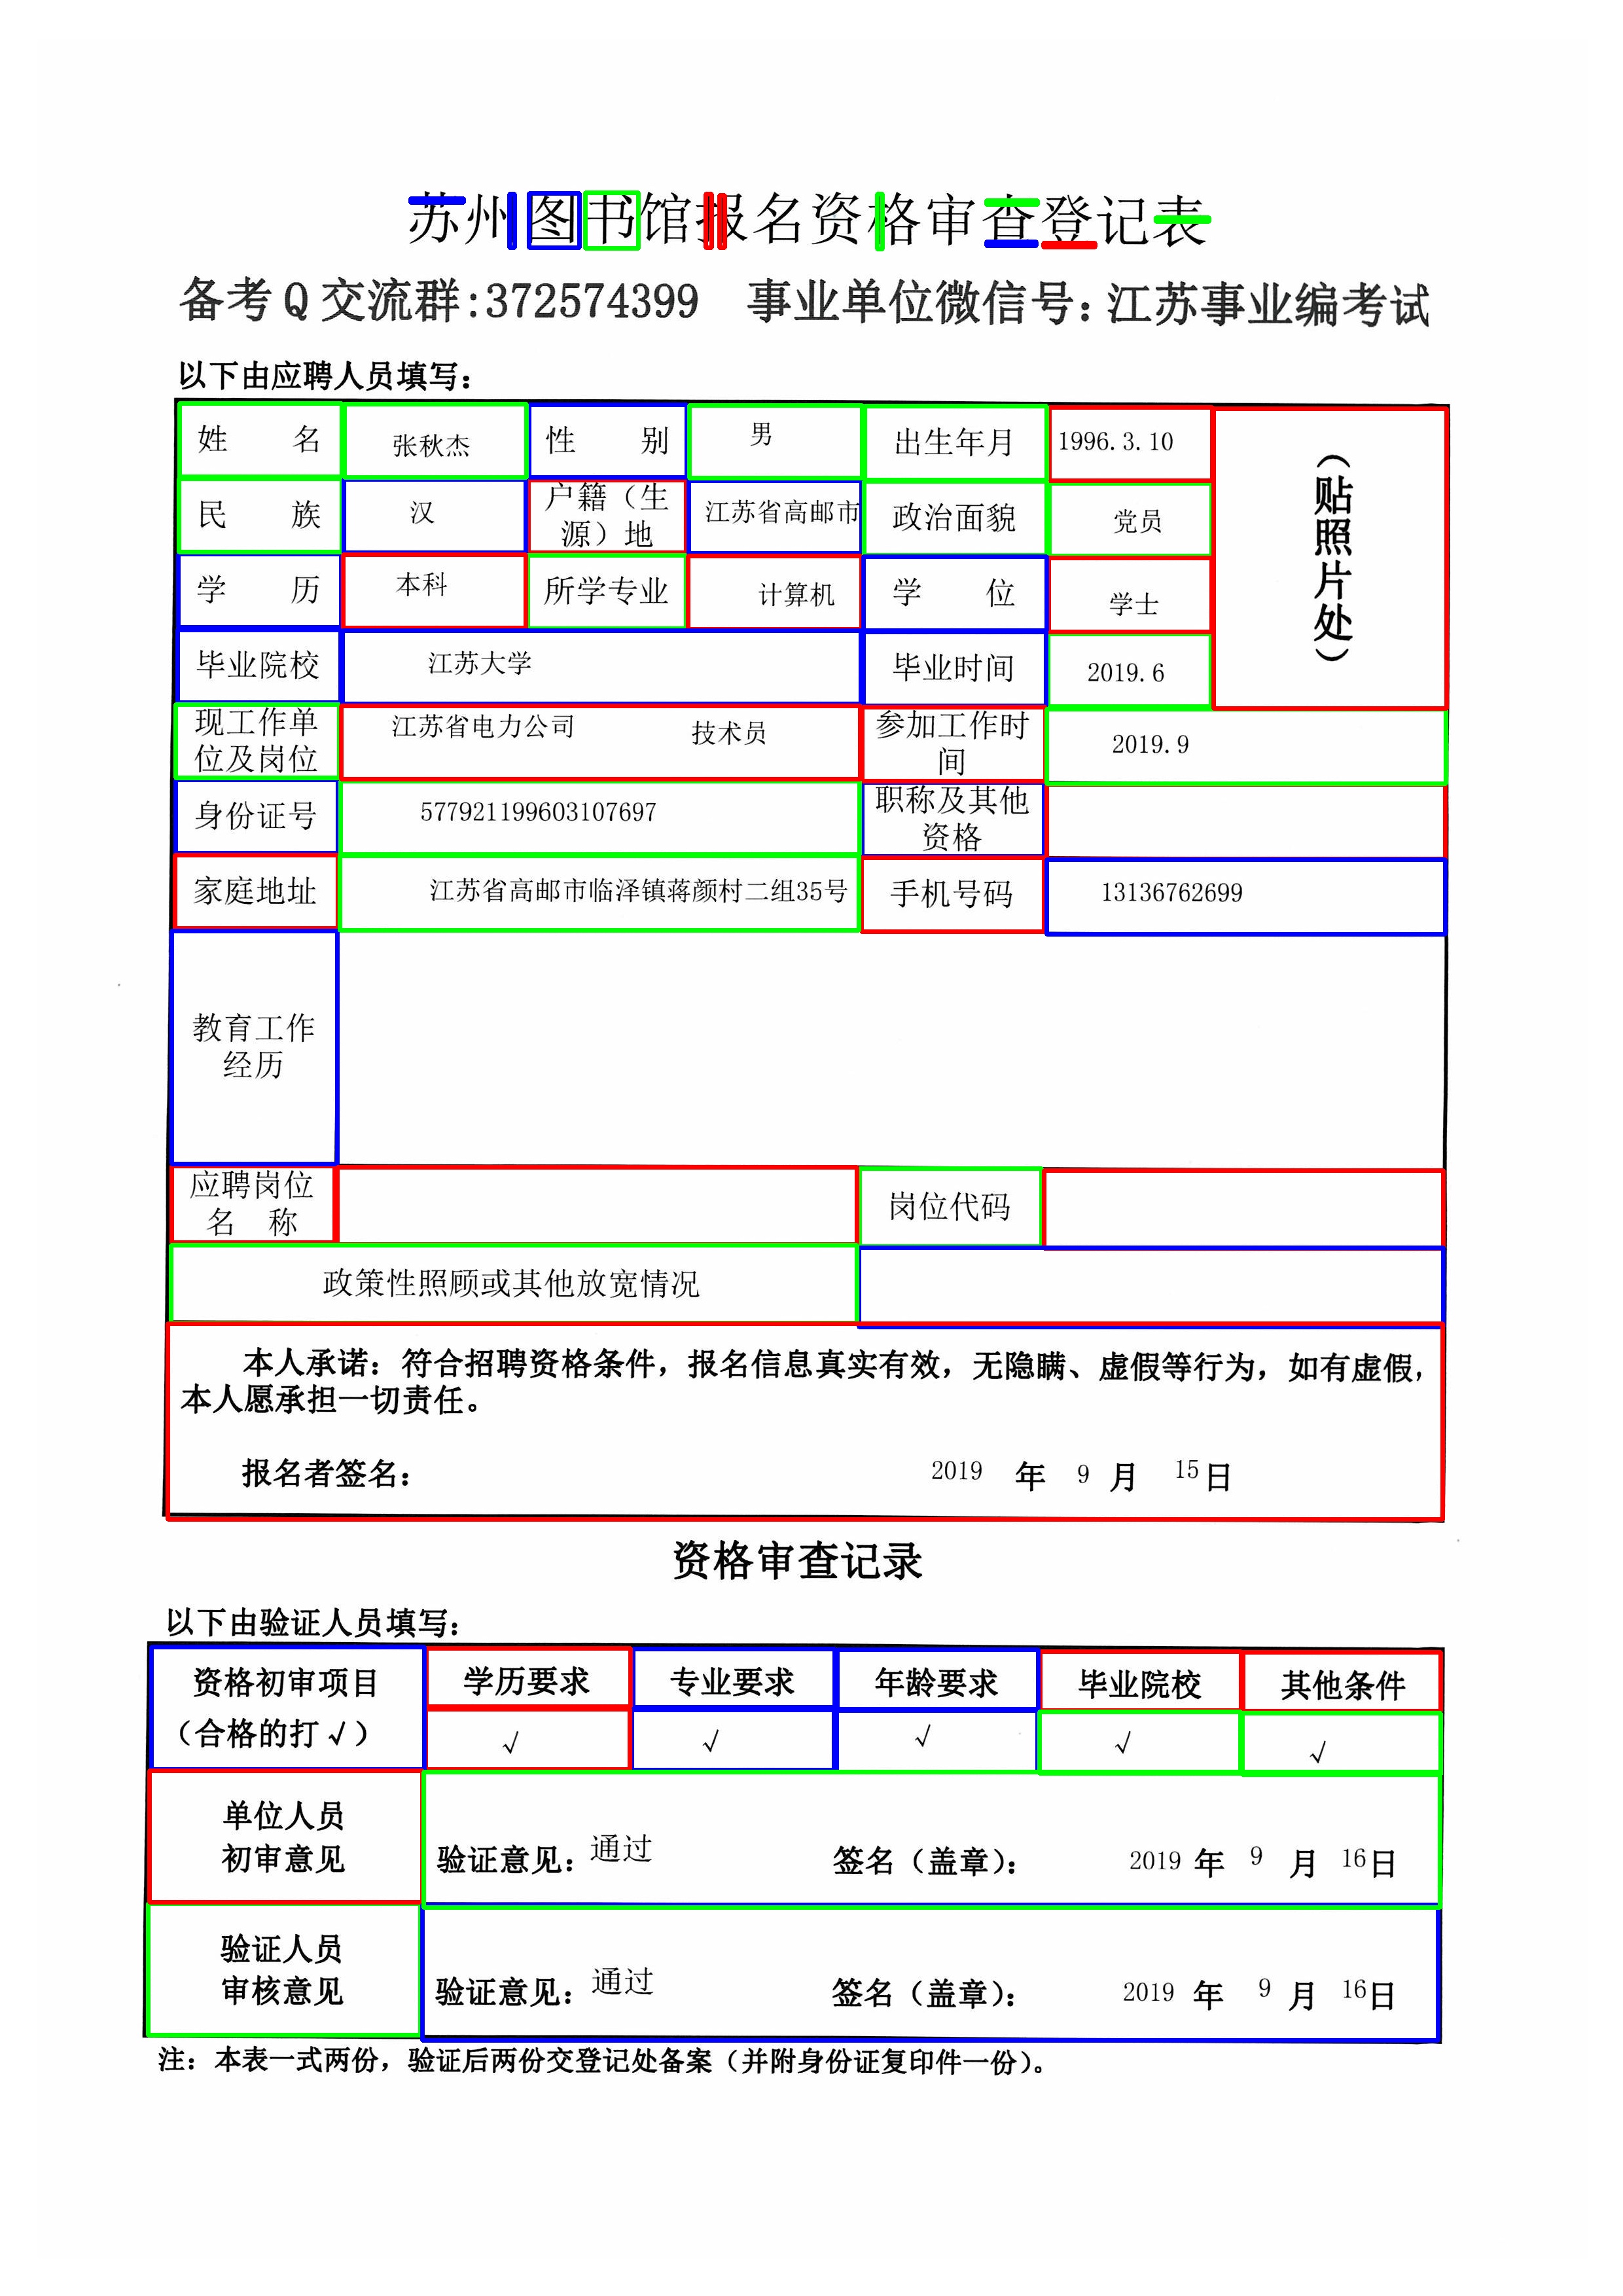 苏州图书馆报名资格审查登记表
备考Q交流群:372574399 事业单位微信号:江苏事业编考试
以下由应聘人员填写:
姓 名 张秋杰 性 别 男 出生年月 1996.3.10 (贴照片处)
民 族 汉 户籍（生源）地 江苏省高邮市 政治面貌 党员
学 历 本科 所学专业 计算机 学 位 学士
毕业院校 江苏大学 毕业时间 2019.6
现工作单位及岗位 江苏省电力公司 技术员 参加工作时间 2019.9
身份证号 577921199603107697 职称及其他资格
家庭地址 江苏省高邮市临泽镇蒋颜村二组35号 手机号码 13136762699
教育工作
经历
应聘岗位名 称 岗位代码
政策性照顾或其他放宽情况
本人承诺: 符合招聘资格条件, 报名信息真实有效, 无隐瞒、虚假等行为, 如有虚假,
本人愿承担一切责任。
报名者签名: 2019 年 9 月 15日
资格审查记录
以下由验证人员填写:
资格初审项目 学历要求 专业要求 年龄要求 毕业院校 其他条件
（合格的打√） √ √ √ √ √
单位人员
初审意见 验证意见: 通过 签名（盖章): 2019 年 9 月 16日
验证人员
审核意见 验证意见: 通过 签名（盖章): 2019 年 9 月 16日
注: 本表一式两份, 验证后两份交登记处备案（并附身份证复印件一份)。